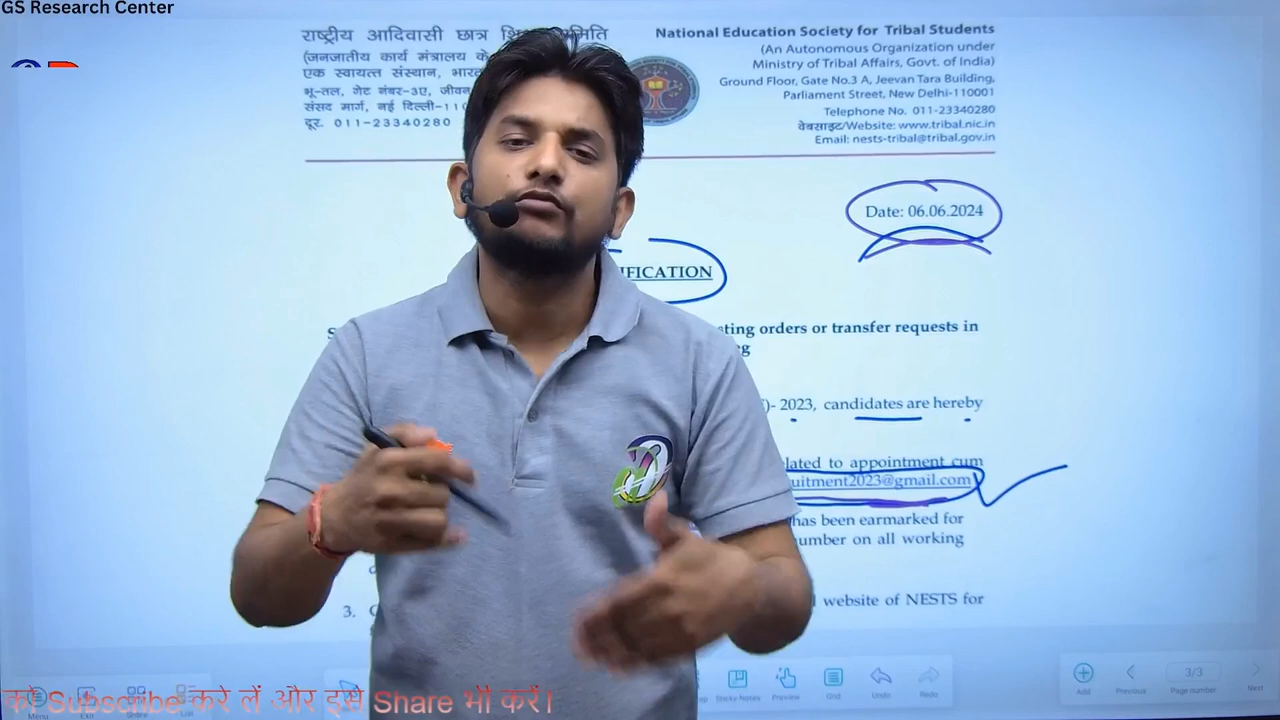 GS Research Center
राष्ट्रीय आदिवासी छात्र
(जनजातीय कार्य मंत्रालय के
एक स्वायत्त संस्थान,
भू-तल, गेट नंबर-3ए,
संसद मार्ग, नई
दूर. 011-23340280
National Education Society for Tribal Students
(An Autonomous Organization under
Ministry of Tribal Affairs, Govt. of India)
Ground Floor, Gate No.3 A, Jeevan Tara Building,
Parliament Street, New Delhi-110001
Telephone No. 011-23340280
वेबसाइट/Website: www.tribal.nic.in
Email: nests-tribal@tribal.gov.in
Date: 06.06.2024
IFICATION
sting orders or transfer requests in
)- 2023, candidates are hereby
lated to appointment cum
uitment2023@gmail.com
has been earmarked for
umber on all working
3.
website of NESTS for
Sticky Notes Preview Grid Undo Redo
Add Previous 3/3 Page number Next
Menu Exit Share List
को Subscribe करे लें और इसे Share भी करें।